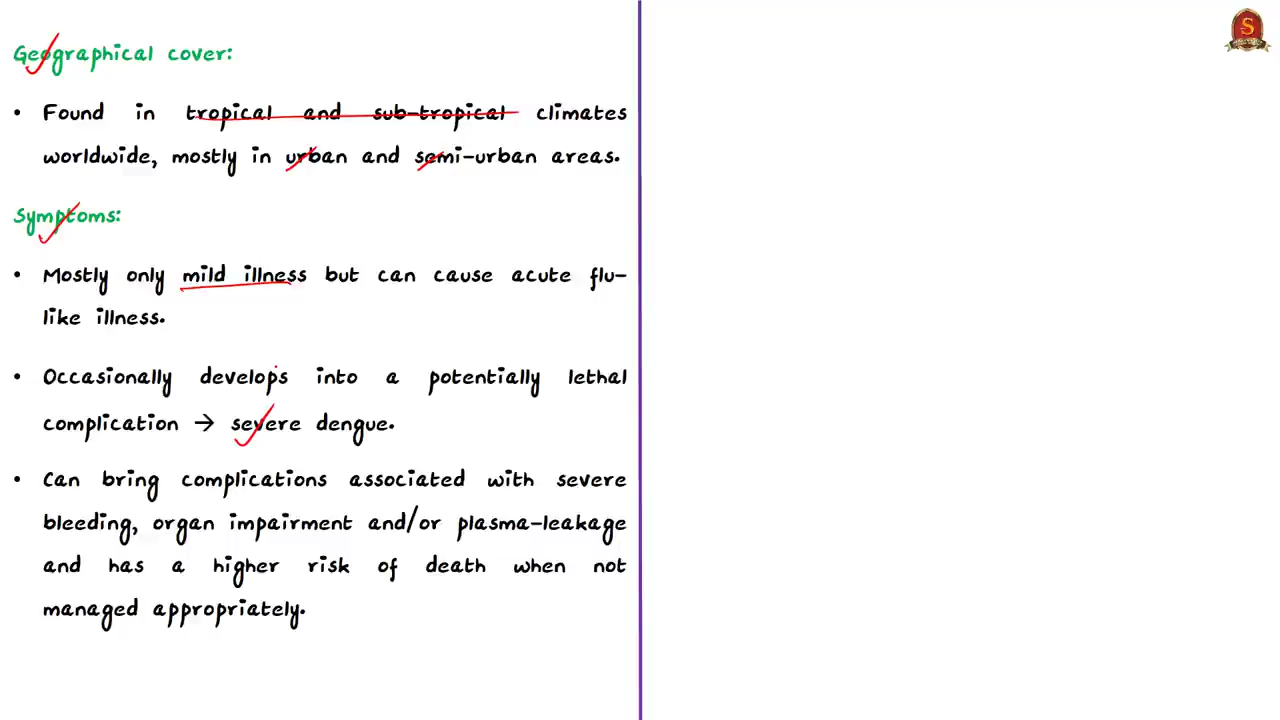 Geographical cover:
• Found in tropical and sub-tropical climates
worldwide, mostly in urban and semi-urban areas.
Symptoms:
• Mostly only mild illness but can cause acute flu-
like illness.
• Occasionally develops into a potentially lethal
complication → severe dengue.
• Can bring complications associated with severe
bleeding, organ impairment and/or plasma-leakage
and has a higher risk of death when not
managed appropriately.
S